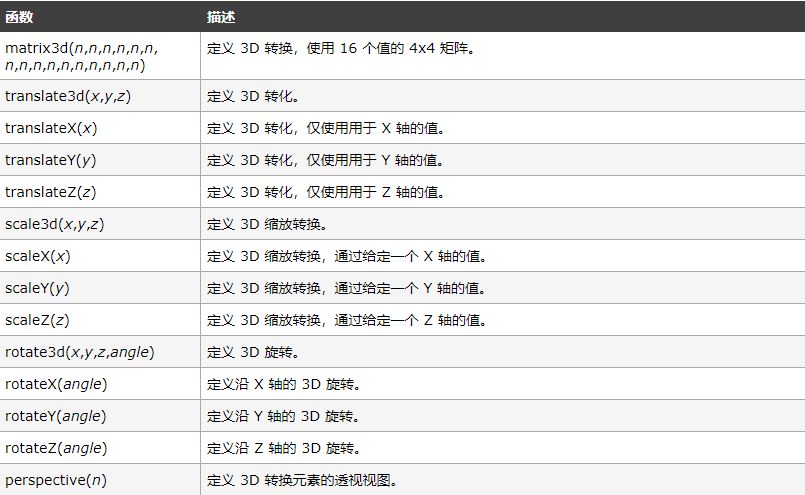 函数 描述
matrix3d(n,n,n,n,n,n, 定义 3D 转换，使用 16 个值的 4x4 矩阵。
n,n,n,n,n,n,n,n,n,n)
translate3d(x,y,z) 定义 3D 转化。
translateX(x) 定义 3D 转化，仅使用用于 X 轴的值。
translateY(y) 定义 3D 转化，仅使用用于 Y 轴的值。
translateZ(z) 定义 3D 转化，仅使用用于 Z 轴的值。
scale3d(x,y,z) 定义 3D 缩放转换。
scaleX(x) 定义 3D 缩放转换，通过给定一个 X 轴的值。
scaleY(y) 定义 3D 缩放转换，通过给定一个 Y 轴的值。
scaleZ(z) 定义 3D 缩放转换，通过给定一个 Z 轴的值。
rotate3d(x,y,z,angle) 定义 3D 旋转。
rotateX(angle) 定义沿 X 轴的 3D 旋转。
rotateY(angle) 定义沿 Y 轴的 3D 旋转。
rotateZ(angle) 定义沿 Z 轴的 3D 旋转。
perspective(n) 定义 3D 转换元素的透视视图。